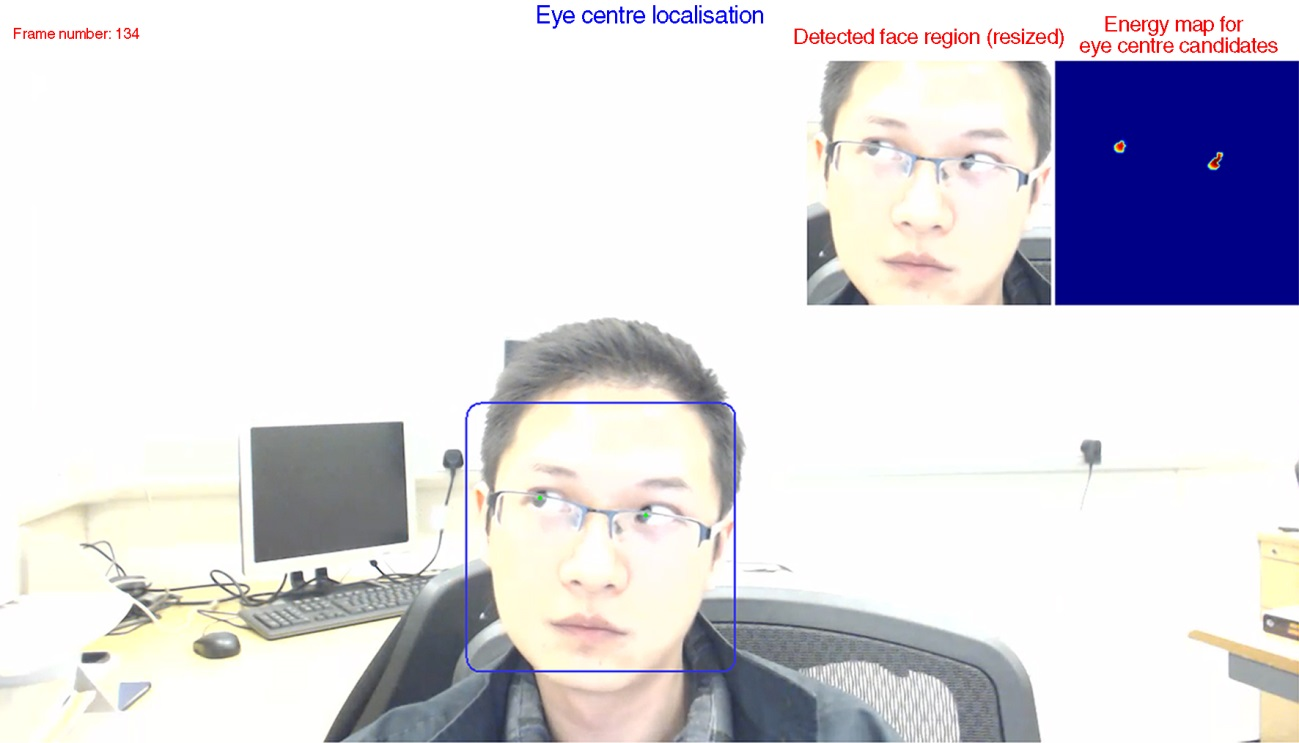 Eye centre localisation
Frame number: 134
Detected face region (resized)
Energy map for
eye centre candidates